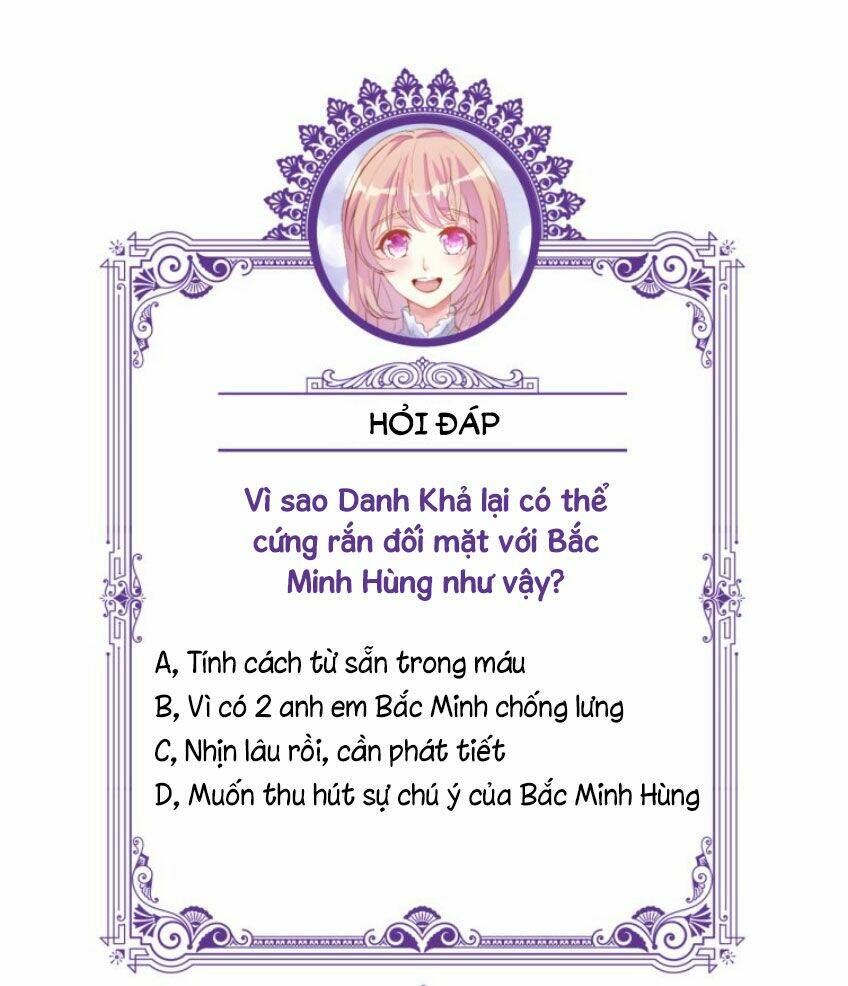 HỎI ĐÁP
Vì sao Danh Khả lại có thể
cứng rắn đối mặt với Bắc
Minh Hùng như vậy?
A, Tính cách từ sẵn trong máu
B, Vì có 2 anh em Bắc Minh chống lưng
C, Nhịn lâu rồi, cần phát tiết
D, Muốn thu hút sự chú ý của Bắc Minh Hùng